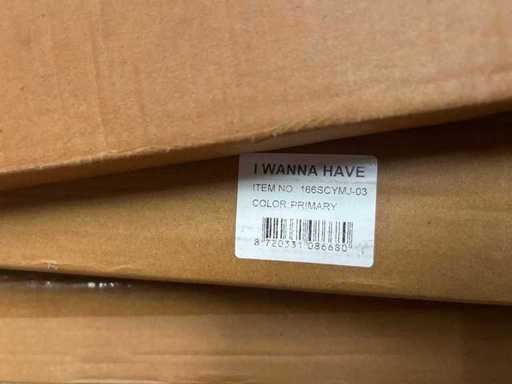 I WANNA HAVE
ITEM NO. 166SCYMJ-03
COLOR:PRIMARY
8 720331 086680